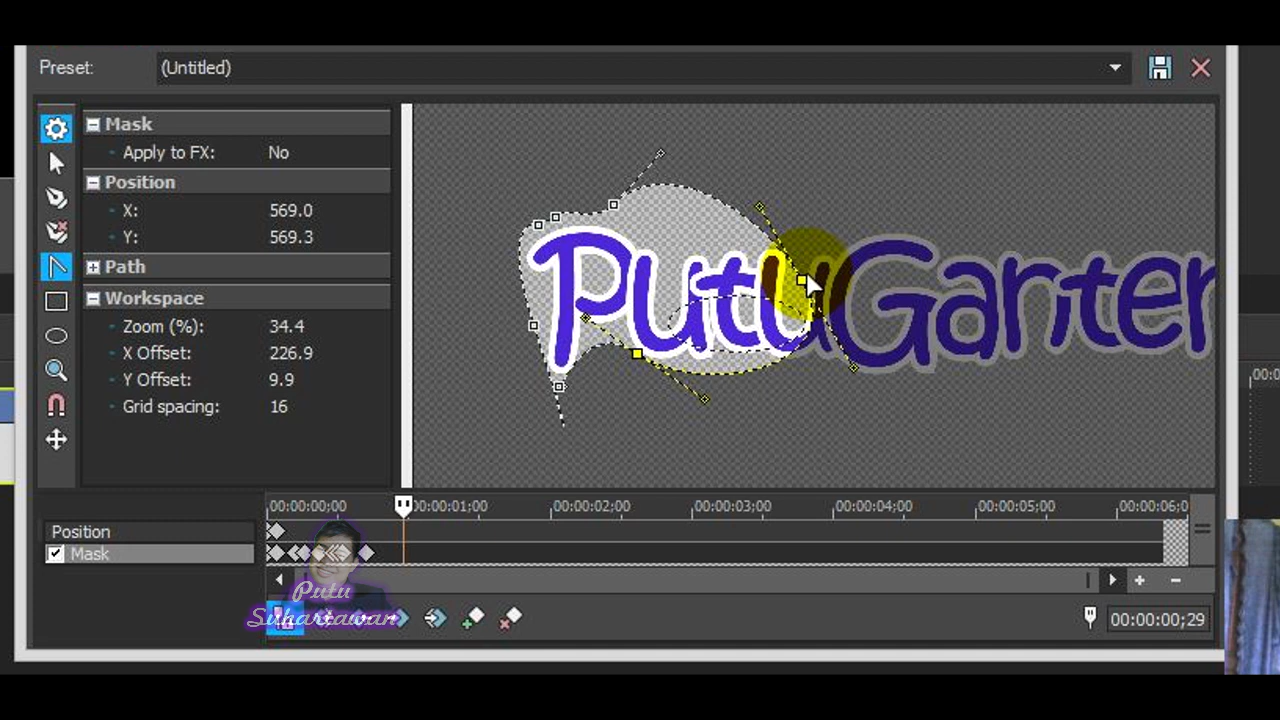 Preset: (Untitled)
Mask
Apply to FX: No
Position
X: 569.0
Y: 569.3
Path
Workspace
Zoom (%): 34.4
X Offset: 226.9
Y Offset: 9.9
Grid spacing: 16
PutuGanter
00:00:00;00 00:00:01;00 00:00:02;00 00:00:03;00 00:00:04;00 00:00:05;00 00:00:06;0
00:0
Position
Mask
Putu
Suhartawan
00:00:00;29